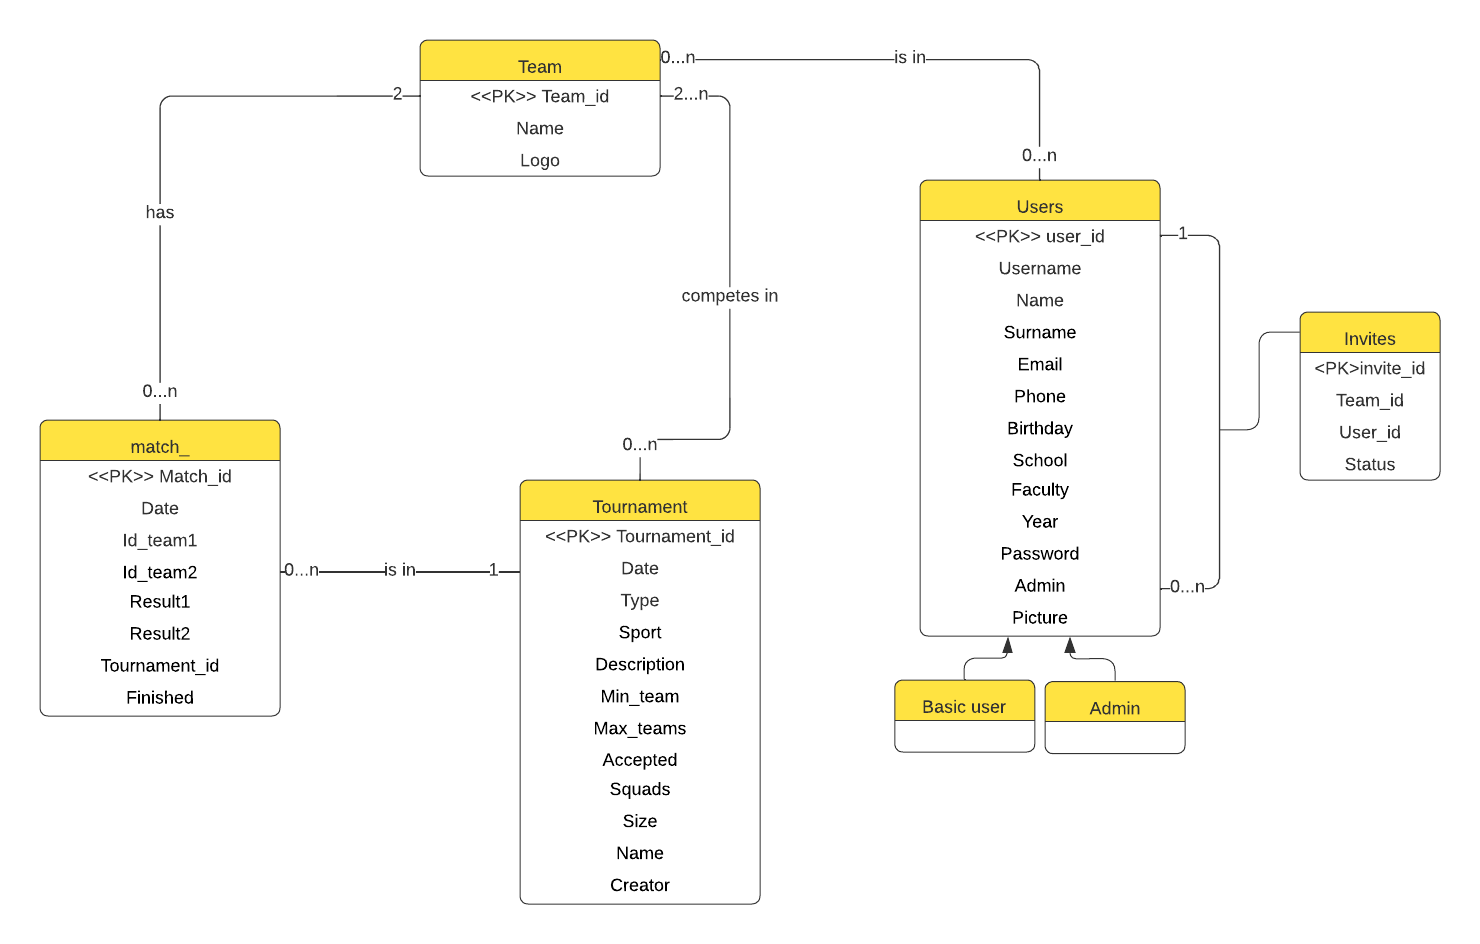 Team
<<PK>> Team_id
Name
Logo
0...n
is in
0...n
2
2...n
has
competes in
0...n
0...n
Users
<<PK>> user_id
Username
Name
Surname
Email
Phone
Birthday
School
Faculty
Year
Password
Admin
Picture
1
0...n
Invites
<PK>invite_id
Team_id
User_id
Status
match_
<<PK>> Match_id
Date
Id_team1
Id_team2
Result1
Result2
Tournament_id
Finished
0...n
is in
1
Tournament
<<PK>> Tournament_id
Date
Type
Sport
Description
Min_team
Max_teams
Accepted
Squads
Size
Name
Creator
Basic user
Admin